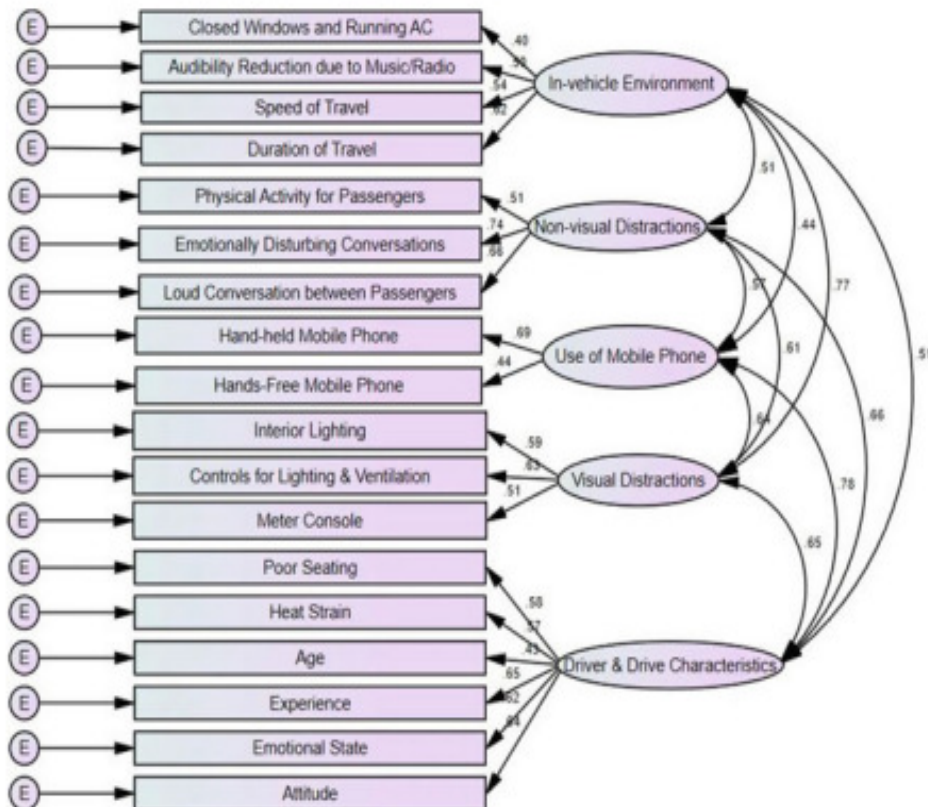 E Closed Windows and Running AC
.40
E Audibility Reduction due to Music/Radio
.54
In-vehicle Environment
E Speed of Travel
.62
E Duration of Travel
.51
E Physical Activity for Passengers
.51
.74
Non-visual Distractions
.44
E Emotionally Disturbing Conversations
.66
.77
E Loud Conversation between Passengers
E Hand-held Mobile Phone
.69
Use of Mobile Phone
.61
.44
E Hands-Free Mobile Phone
.66
E Interior Lighting
.59
E Controls for Lighting & Ventilation
.63
Visual Distractions
.78
.51
E Meter Console
.65
E Poor Seating
.58
E Heat Strain
.57
.43
E Age
Driver & Drive Characteristics
.65
E Experience
.62
E Emotional State
E Attitude